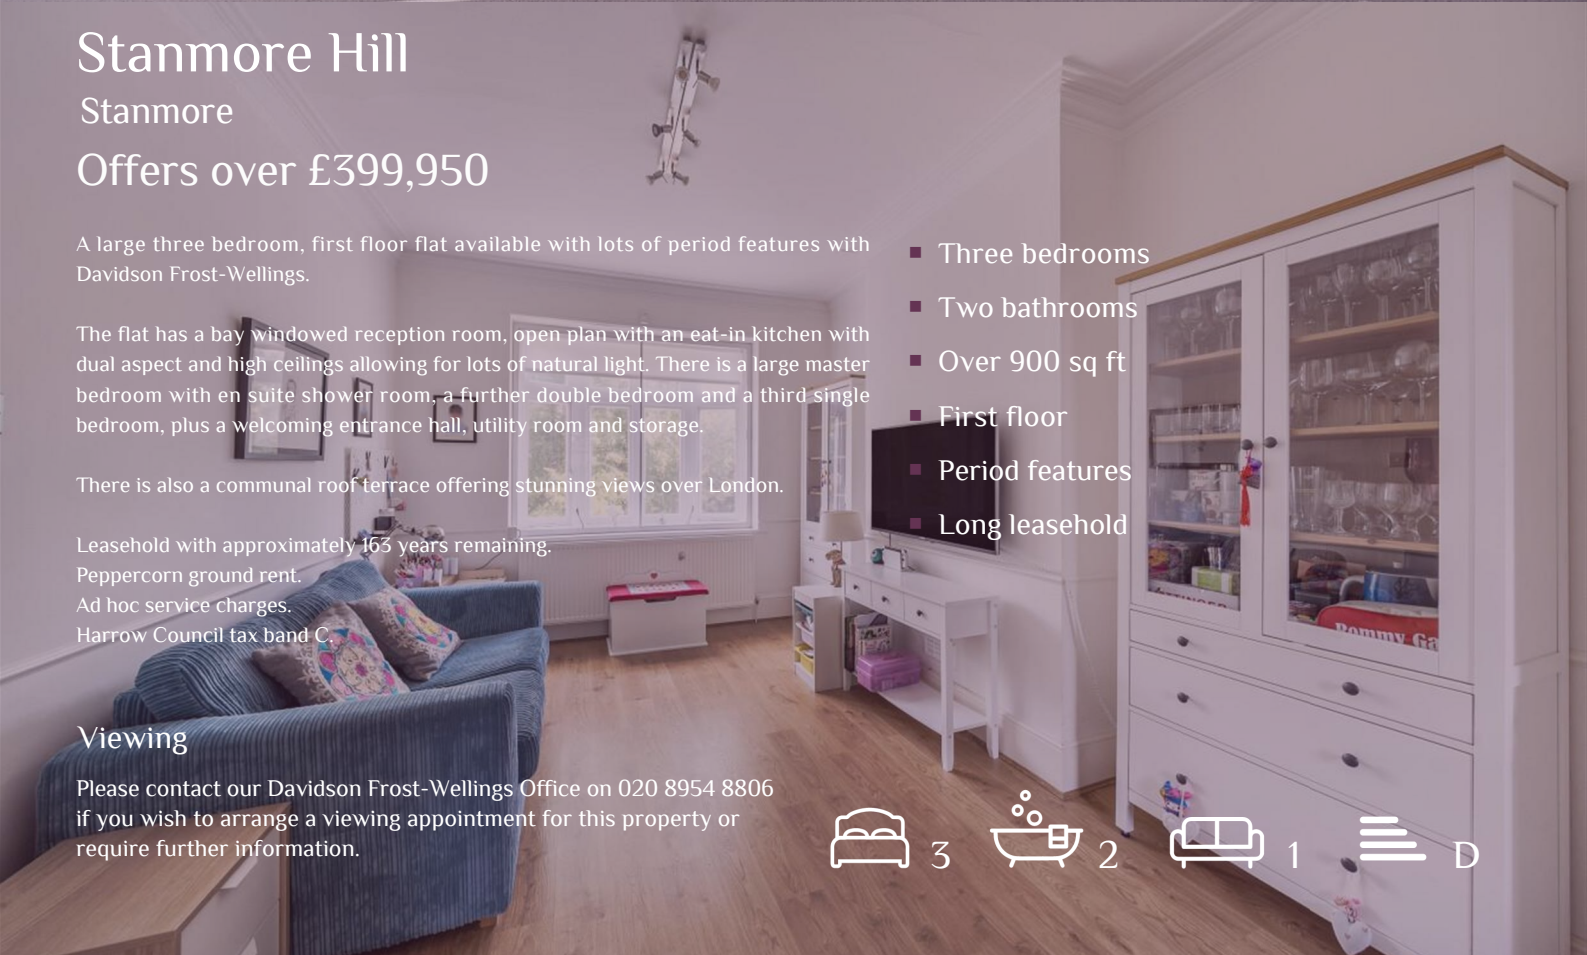 Stanmore Hill
Stanmore
Offers over £399,950
A large three bedroom, first floor flat available with lots of period features with
Davidson Frost-Wellings.
The flat has a bay windowed reception room, open plan with an eat-in kitchen with
dual aspect and high ceilings allowing for lots of natural light. There is a large master
bedroom with en suite shower room, a further double bedroom and a third single
bedroom, plus a welcoming entrance hall, utility room and storage.
There is also a communal roof terrace offering stunning views over London.
Leasehold with approximately 163 years remaining.
Peppercorn ground rent.
Ad hoc service charges.
Harrow Council tax band C.
Three bedrooms
Two bathrooms
Over 900 sq ft
First floor
Period features
Long leasehold
Viewing
Please contact our Davidson Frost-Wellings Office on 020 8954 8806
if you wish to arrange a viewing appointment for this property or
require further information.
3 2 1 D